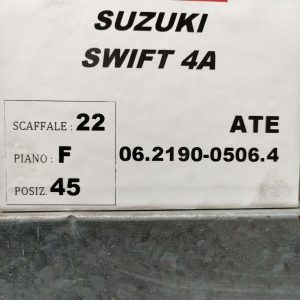 SUZUKI
SWIFT 4A
SCAFFALE : 22
PIANO : F
POSIZ. 45
ATE
06.2190-0506.4